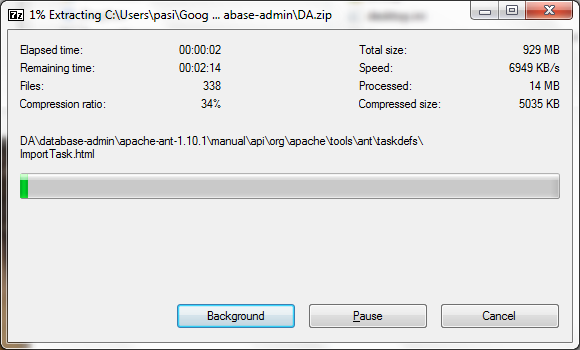 7z 1% Extracting C:\Users\pasi\Goog ... abase-admin\DA.zip
Elapsed time: 00:00:02 Total size: 929 MB
Remaining time: 00:02:14 Speed: 6949 KB/s
Files: 338 Processed: 14 MB
Compression ratio: 34% Compressed size: 5035 KB
DA\database-admin\apache-ant-1.10.1\manual\api\org\apache\tools\ant\taskdefs\
ImportTask.html
Background Pause Cancel